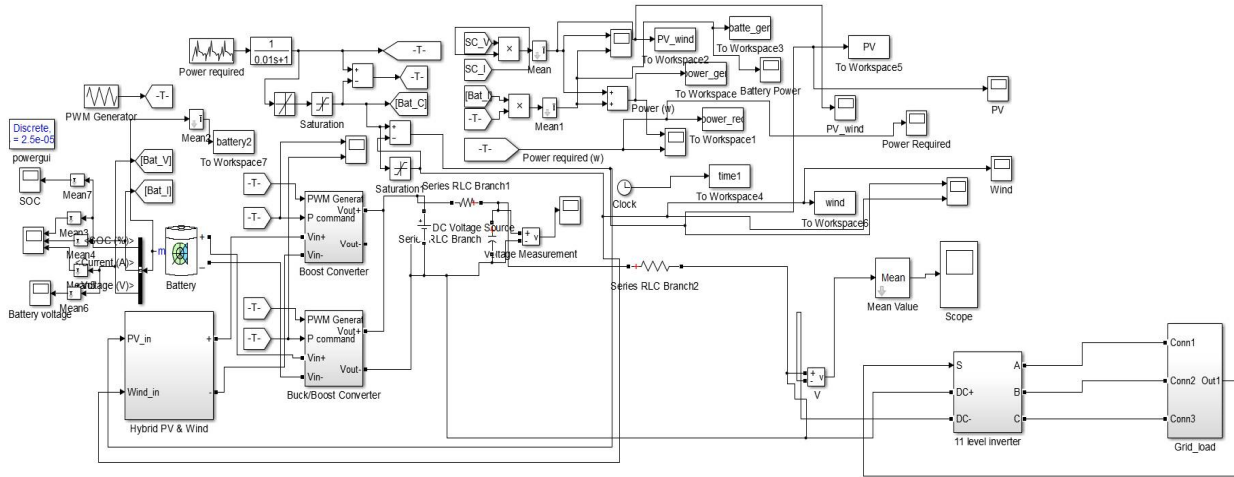 Power required
1
0.01s+1
-T-
-T-
[Bat_C]
Saturation
PWM Generator
-T-
Discrete,
= 2.5e-05
powergui
Mean2
battery2
To Workspace7
[Bat_V]
[Bat_I]
SOC
Mean7
Mean3
<SOC (%)>
Mean4
<Current (A)>
Mean6
Battery voltage
m
+
−
Battery
SC_V
SC_I
×
Mean
[Bat_I]
-T-
×
Mean1
-T-
Power required (w)
PV_wind
To Workspace2
patte_ger
To Workspace3
power_ger
To Workspace
Power (w)
power_rec
To Workspace1
Battery Power
PV
To Workspace5
PV
PV_wind
Power Required
Clock
time1
To Workspace4
wind
To Workspace6
Wind
-T-
-T-
PWM Generat
P command
Vin+
Vin-
Vout+
Vout-
Boost Converter
-T-
-T-
PWM Generat
P command
Vin+
Vin-
Vout+
Vout-
Buck/Boost Converter
Saturation1
Series RLC Branch1
DC Voltage Source
Series RLC Branch
Voltage Measurement
+
-
v
Series RLC Branch2
PV_in
Wind_in
+
-
Hybrid PV & Wind
+
-
v
V
Mean
Mean Value
Scope
S
DC+
DC-
A
B
C
11 level inverter
Conn1
Conn2
Conn3
Out1
Grid_load